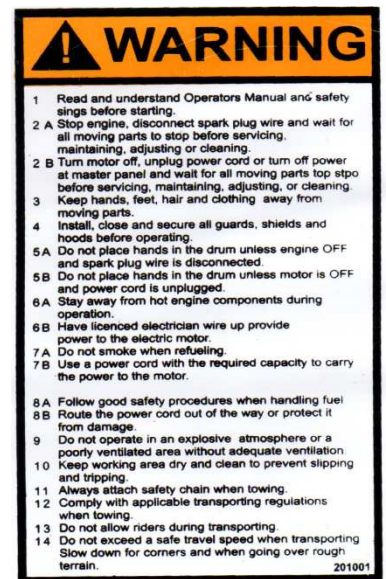 WARNING
1 Read and understand Operators Manual and safety
sings before starting.
2 A Stop engine, disconnect spark plug wire and wait for
all moving parts to stop before servicing,
maintaining, adjusting or cleaning.
2 B Turn motor off, unplug power cord or turn off power
at master panel and wait for all moving parts top stpo
before servicing, maintaining, adjusting, or cleaning.
3 Keep hands, feet, hair and clothing away from
moving parts.
4 Install, close and secure all guards, shields and
hoods before operating.
5A Do not place hands in the drum unless engine OFF
and spark plug wire is disconnected.
5B Do not place hands in the drum unless motor is OFF
and power cord is unplugged.
6A Stay away from hot engine components during
operation.
6B Have licenced electrician wire up provide
power to the electric motor.
7A Do not smoke when refueling.
7B Use a power cord with the required capacity to carry
the power to the motor.
8A Follow good safety procedures when handling fuel
8B Route the power cord out of the way or protect it
from damage.
9 Do not operate in an explosive atmosphere or a
poorly ventilated area without adequate ventilation.
10 Keep working area dry and clean to prevent slipping
and tripping.
11 Always attach safety chain when towing.
12 Comply with applicable transporting regulations
when towing.
13 Do not allow riders during transporting.
14 Do not exceed a safe travel speed when transporting
Slow down for corners and when going over rough
terrain. 201001